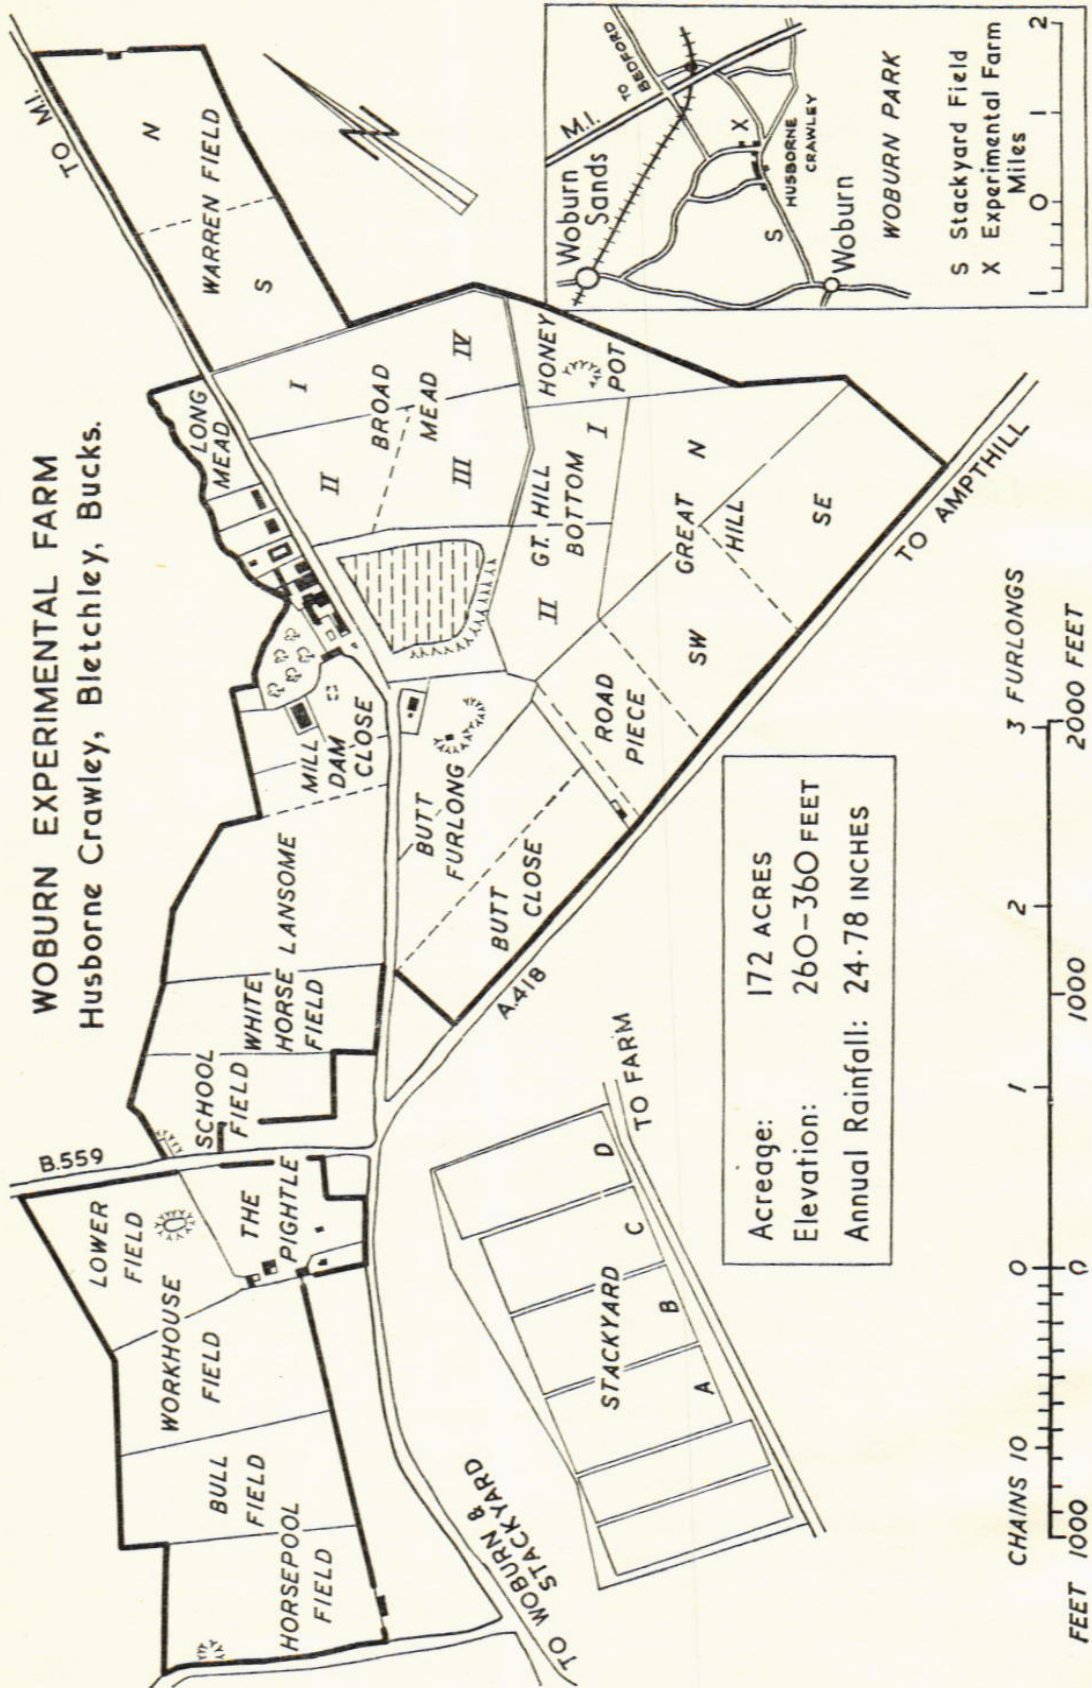 WOBURN EXPERIMENTAL FARM
Husborne Crawley, Bletchley, Bucks.
TO M.I.
B.559
LOWER
FIELD
THE
PIGHTLE
WORKHOUSE
FIELD
BULL
FIELD
HORSEPOOL
FIELD
SCHOOL
FIELD
WHITE
HORSE
FIELD
LANSOME
MILL
DAM
CLOSE
LONG
MEAD
WARREN FIELD
N
S
BROAD
MEAD
I
II
III
IV
HONEY
POT
GT. HILL
BOTTOM
I
II
GREAT
HILL
N
SW
SE
ROAD
PIECE
BUTT
FURLONG
BUTT
CLOSE
A.418
TO AMPTHILL
TO WOBURN &
STACKYARD
STACKYARD
A
B
C
D
TO FARM
Acreage: 172 ACRES
Elevation: 260-360 FEET
Annual Rainfall: 24·78 INCHES
Woburn
Sands
M.I.
TO
BEDFORD
X
HUSBORNE
CRAWLEY
S
Woburn
WOBURN PARK
S Stackyard Field
X Experimental Farm
Miles
1 0 1 2
CHAINS 10 0 1 2 3 FURLONGS
FEET 1000 0 1000 2000 FEET